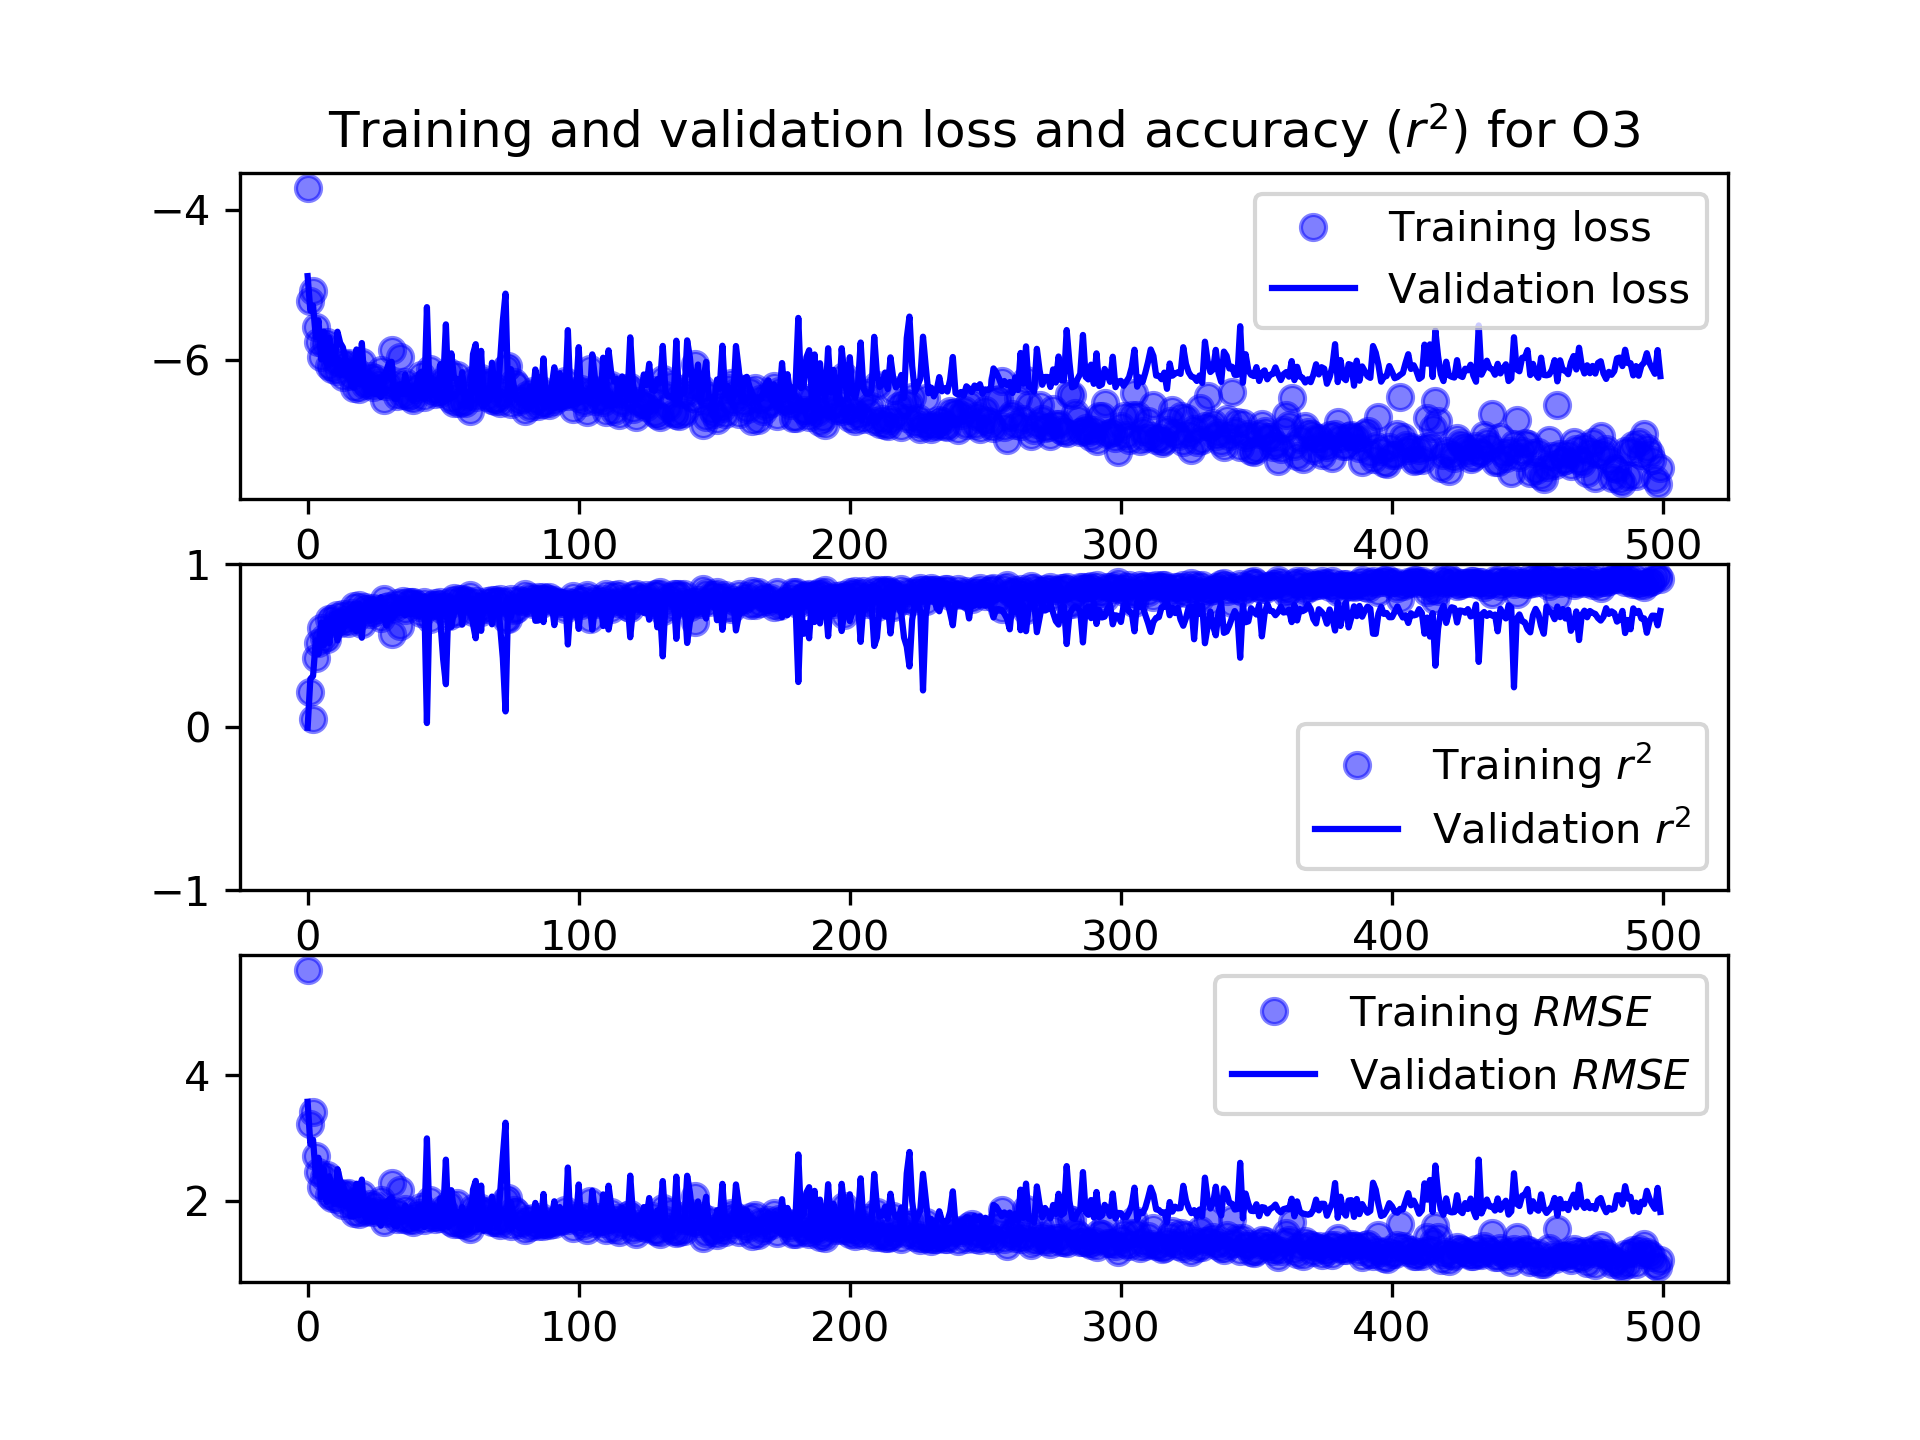 Training and validation loss and accuracy (r²) for O3
−4
−6
Training loss
Validation loss
0 100 200 300 400 500
1
0
−1
Training r²
Validation r²
0 100 200 300 400 500
4
2
Training RMSE
Validation RMSE
0 100 200 300 400 500